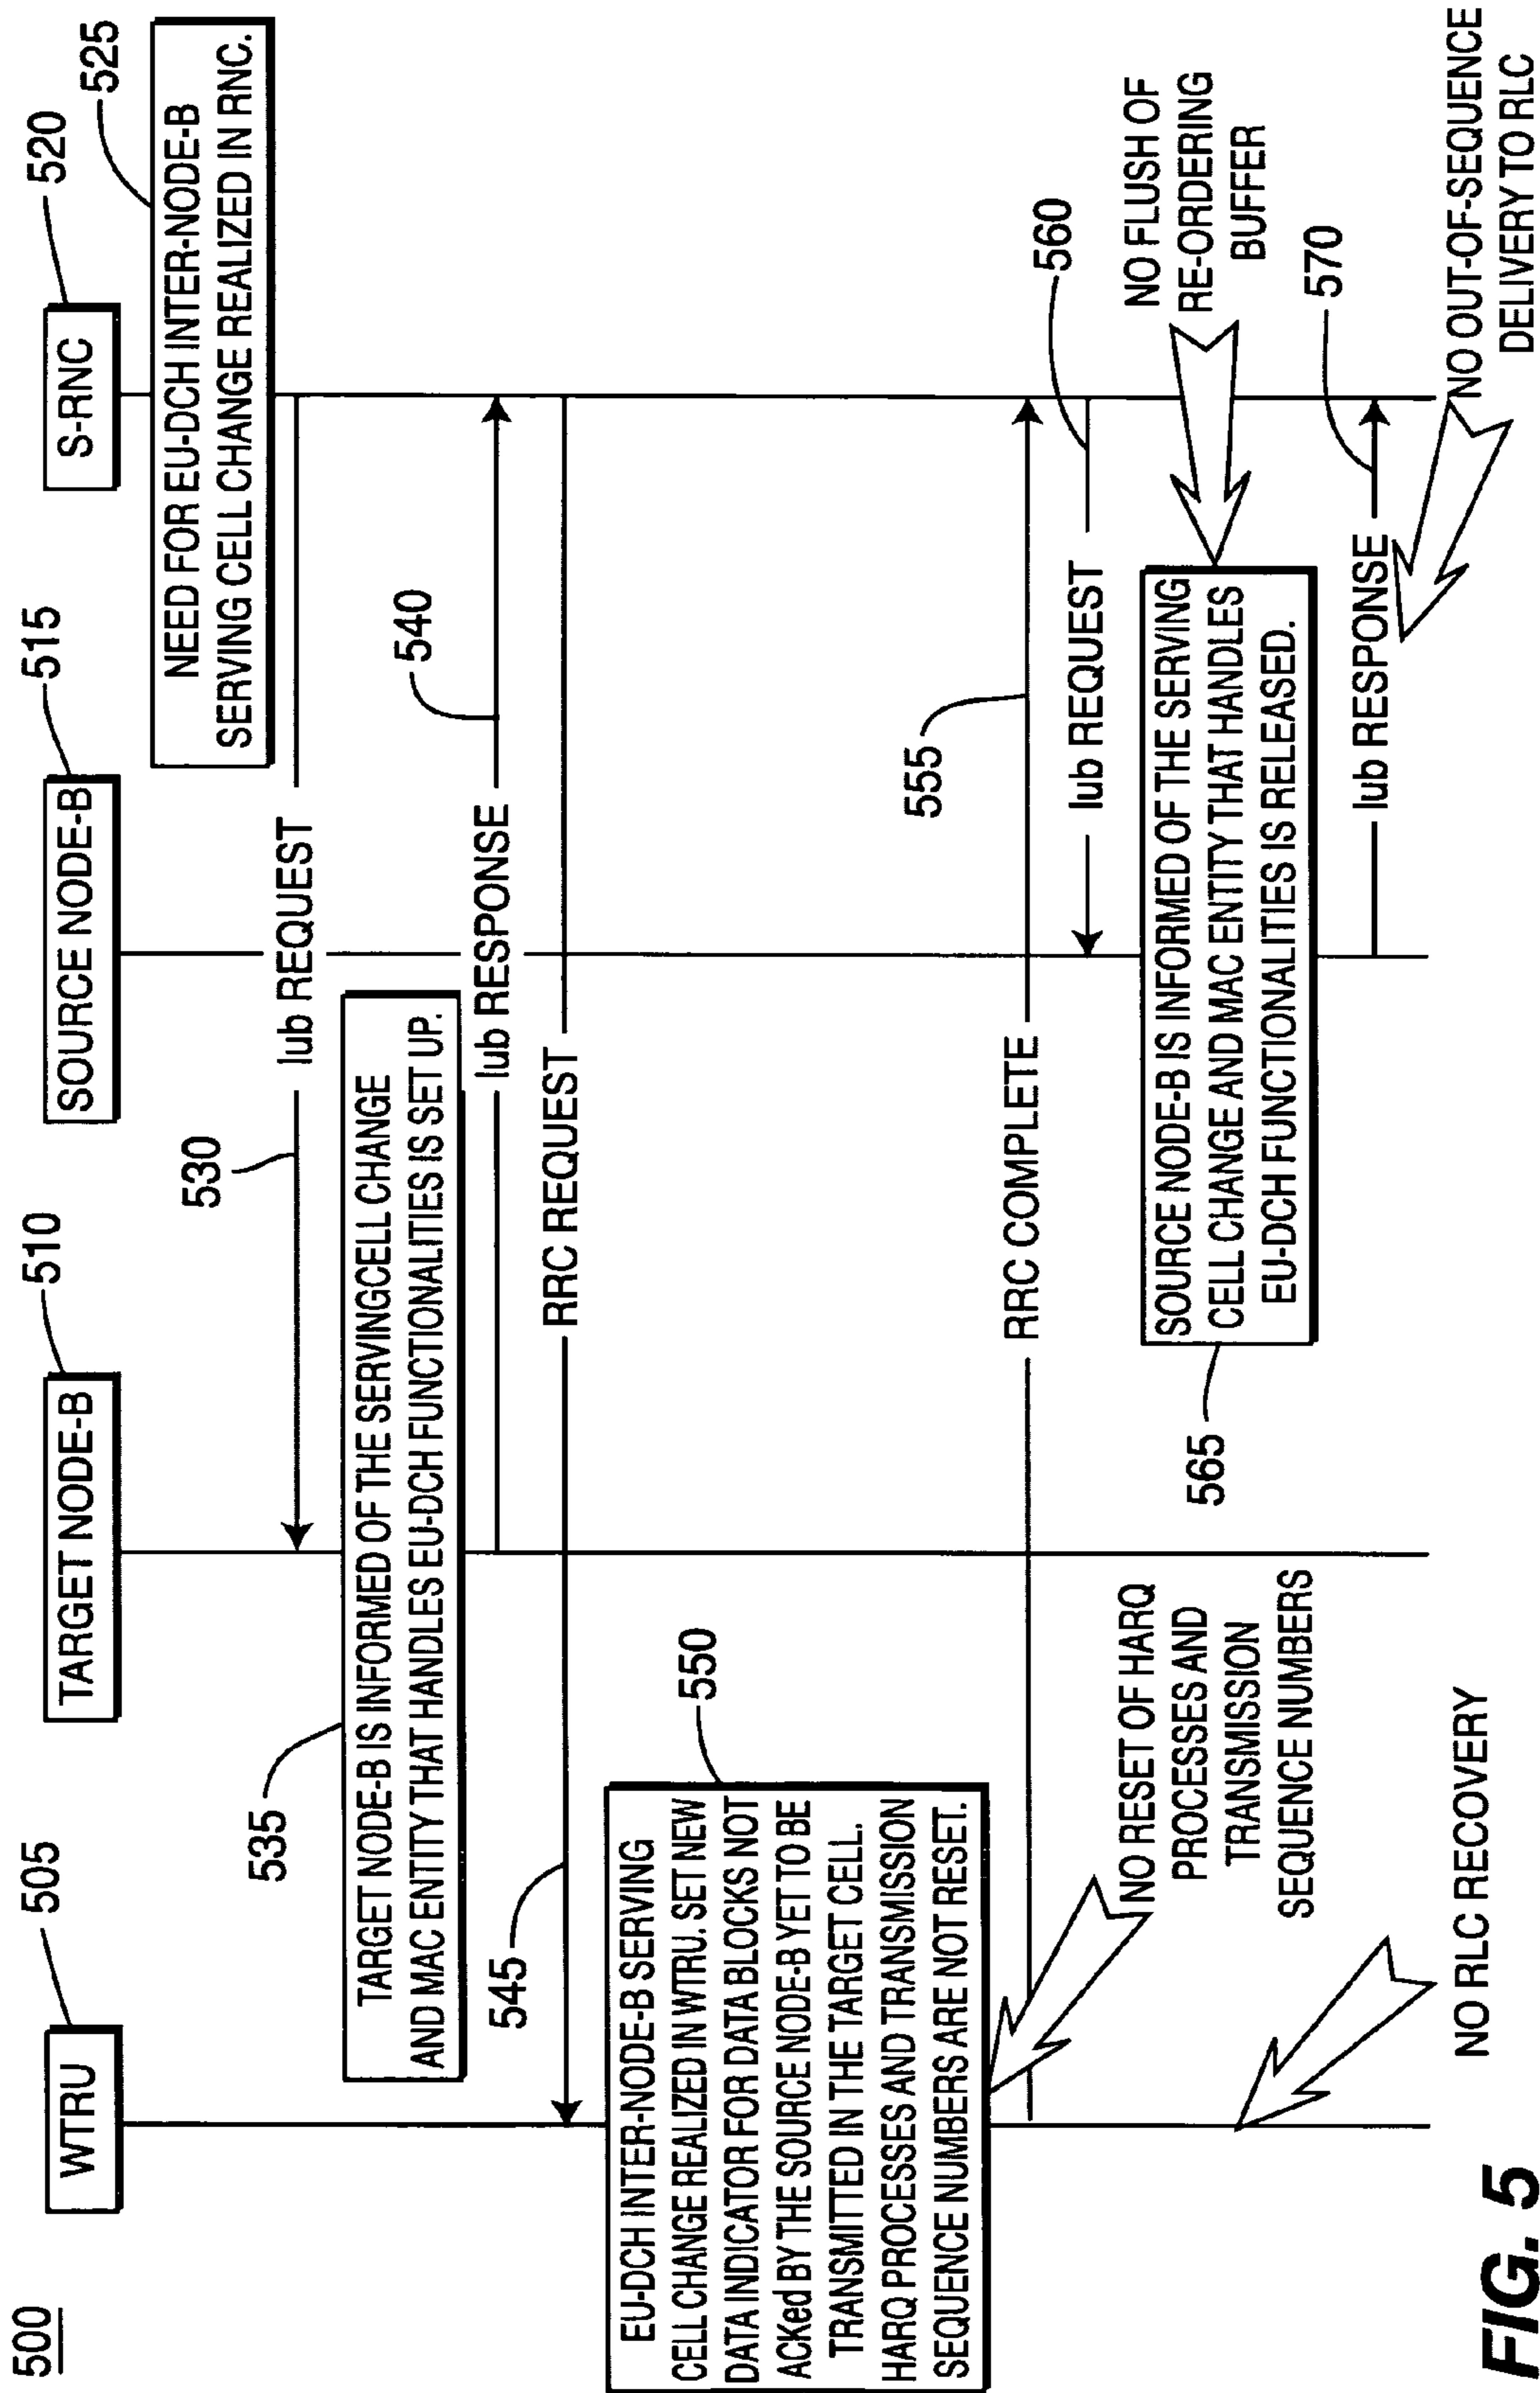 500
505
510
515
520
WTRU
TARGET NODE-B
SOURCE NODE-B
S-RNC
525
NEED FOR EU-DCH INTER-NODE-B
SERVING CELL CHANGE REALIZED IN RNC.
530
Iub REQUEST
535
TARGET NODE-B IS INFORMED OF THE SERVINGCELL CHANGE
AND MAC ENTITY THAT HANDLES EU-DCH FUNCTIONALITIES IS SET UP.
540
Iub RESPONSE
545
RRC REQUEST
550
EU-DCH INTER-NODE-B SERVING
CELL CHANGE REALIZED IN WTRU. SET NEW
DATA INDICATOR FOR DATA BLOCKS NOT
ACKed BY THE SOURCE NODE-B YET TO BE
TRANSMITTED IN THE TARGET CELL.
HARQ PROCESSES AND TRANSMISSION
SEQUENCE NUMBERS ARE NOT RESET.
555
RRC COMPLETE
560
Iub REQUEST
NO RESET OF HARQ
PROCESSES AND
TRANSMISSION
SEQUENCE NUMBERS
565
SOURCE NODE-B IS INFORMED OF THE SERVING
CELL CHANGE AND MAC ENTITY THAT HANDLES
EU-DCH FUNCTIONALITIES IS RELEASED.
NO FLUSH OF
RE-ORDERING
BUFFER
570
Iub RESPONSE
NO RLC RECOVERY
NO OUT-OF-SEQUENCE
DELIVERY TO RLC
FIG. 5